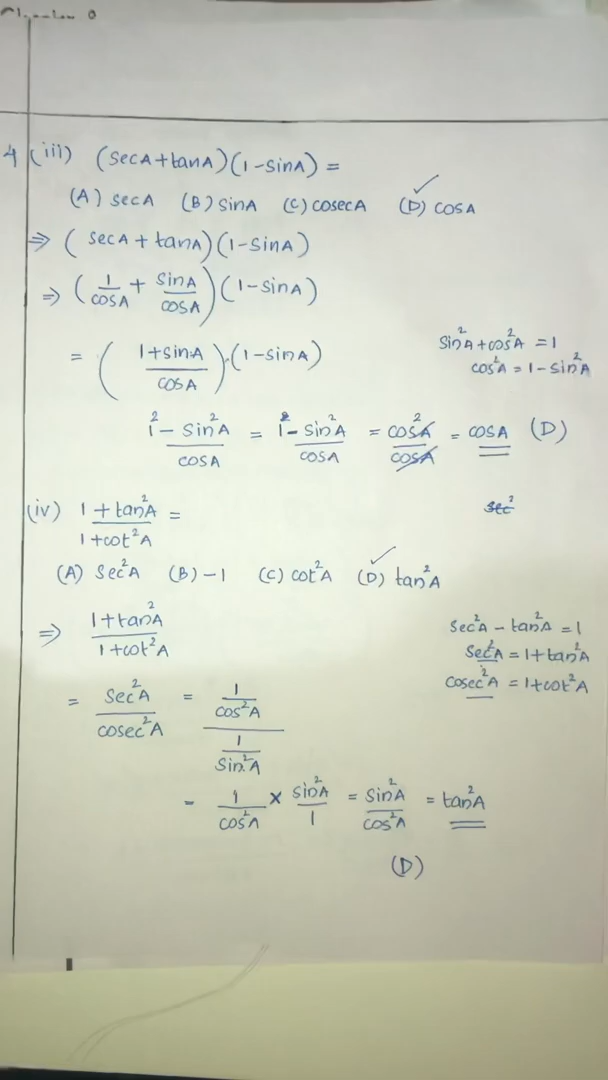 4 (iii) (secA+tanA)(1-sinA) =
(A) secA (B) sinA (C) cosecA (D) cosA
⇒ (secA+tanA)(1-sinA)
⇒ (1/cosA + sinA/cosA)(1-sinA)
= (1+sinA/cosA)·(1-sinA)
sin²A+cos²A = 1
cos²A = 1-sin²A
1²-sin²A/cosA = 1²-sin²A/cosA = cos²A/cosA = cosA (D)
(iv) 1+tan²A/1+cot²A =
sec²
(A) sec²A (B) -1 (C) cot²A (D) tan²A
⇒ 1+tan²A/1+cot²A
sec²A - tan²A = 1
sec²A = 1+tan²A
cosec²A = 1+cot²A
= sec²A/cosec²A = 1/cos²A / 1/sin²A
= 1/cos²A × sin²A/1 = sin²A/cos²A = tan²A
(D)